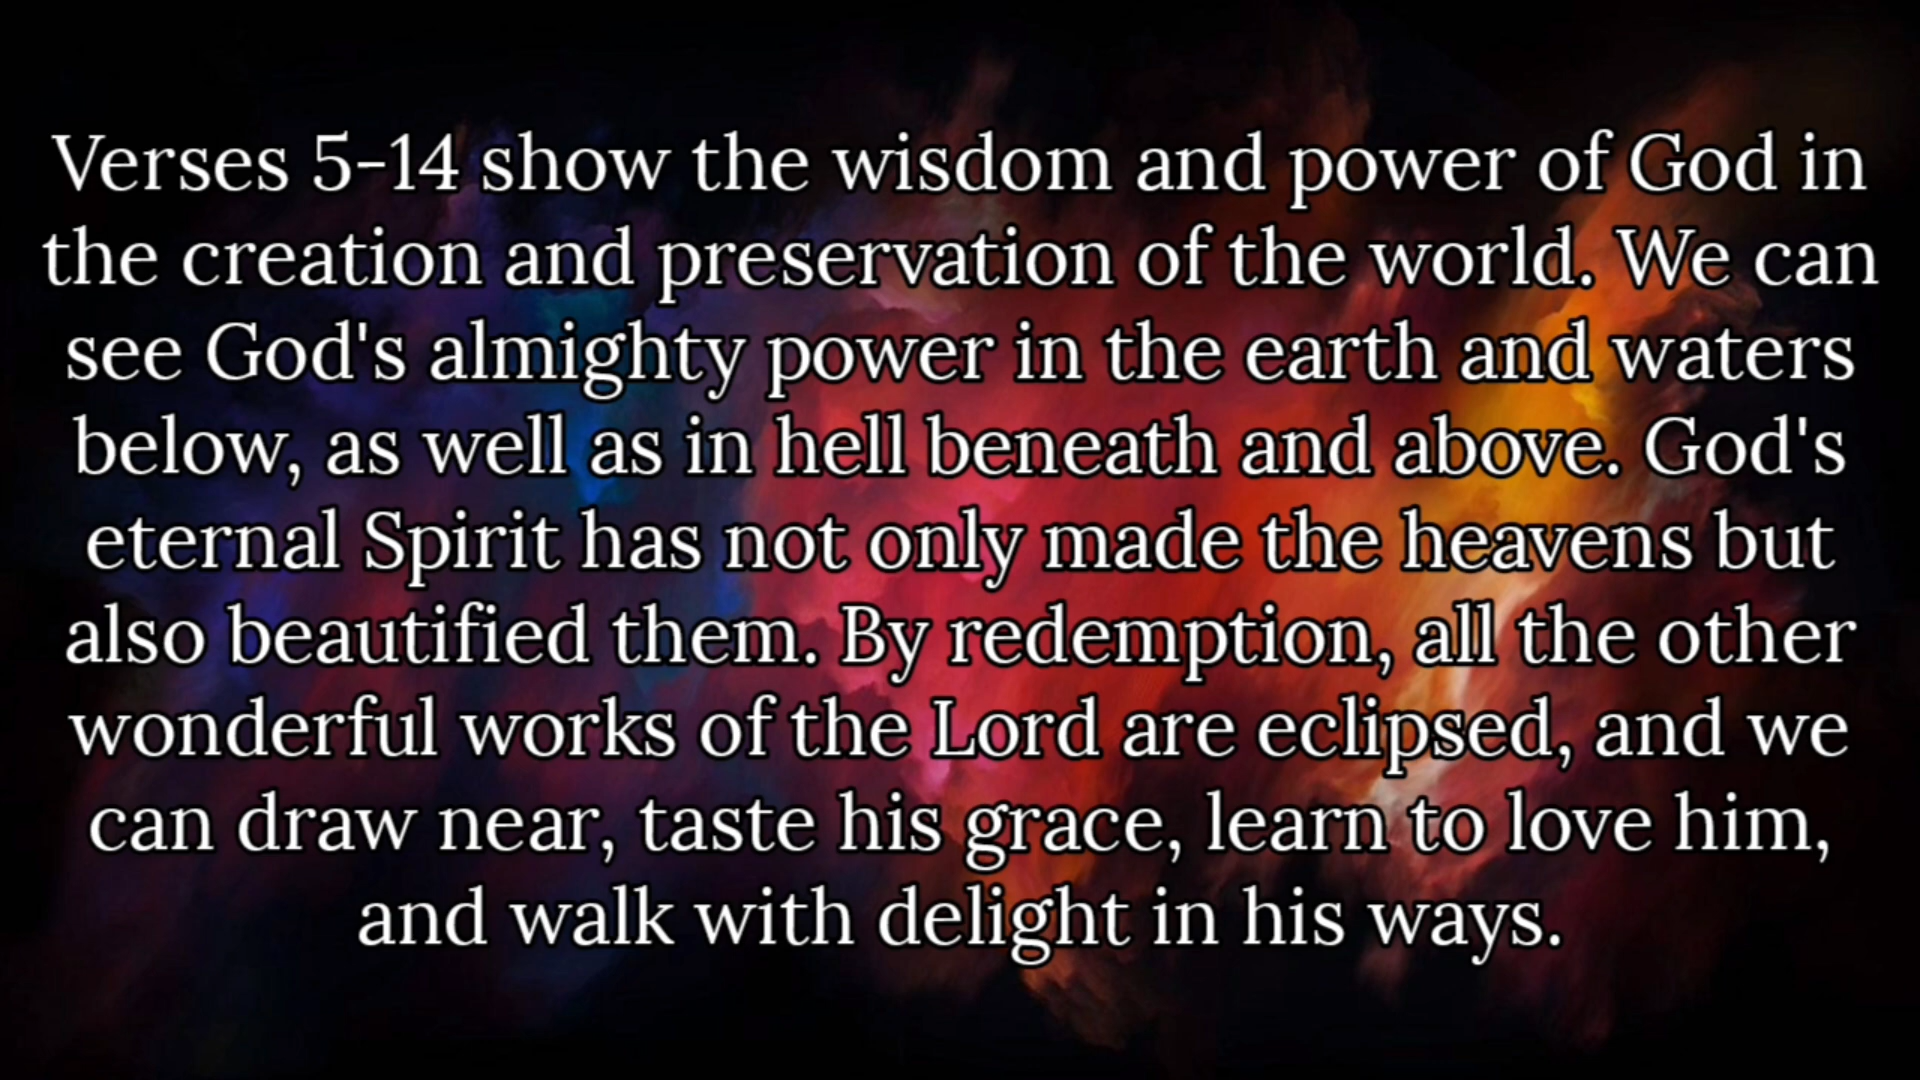 Verses 5-14 show the wisdom and power of God in
the creation and preservation of the world. We can
see God's almighty power in the earth and waters
below, as well as in hell beneath and above. God's
eternal Spirit has not only made the heavens but
also beautified them. By redemption, all the other
wonderful works of the Lord are eclipsed, and we
can draw near, taste his grace, learn to love him,
and walk with delight in his ways.